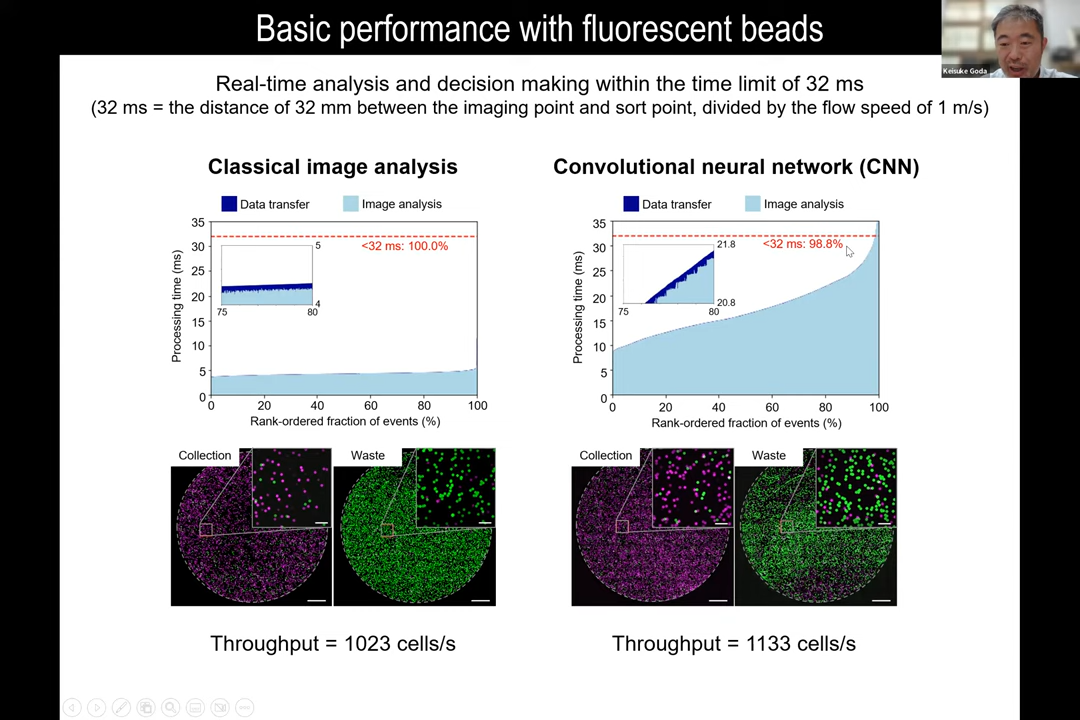 Basic performance with fluorescent beads
Keisuke Goda
Real-time analysis and decision making within the time limit of 32 ms
(32 ms = the distance of 32 mm between the imaging point and sort point, divided by the flow speed of 1 m/s)
Classical image analysis
Data transfer
Image analysis
Processing time (ms)
35
30
25
20
15
10
5
0
<32 ms: 100.0%
5
4
75
80
0
20
40
60
80
100
Rank-ordered fraction of events (%)
Collection
Waste
Throughput = 1023 cells/s
Convolutional neural network (CNN)
Data transfer
Image analysis
Processing time (ms)
35
30
25
20
15
10
5
0
<32 ms: 98.8%
21.8
20.8
75
80
0
20
40
60
80
100
Rank-ordered fraction of events (%)
Collection
Waste
Throughput = 1133 cells/s